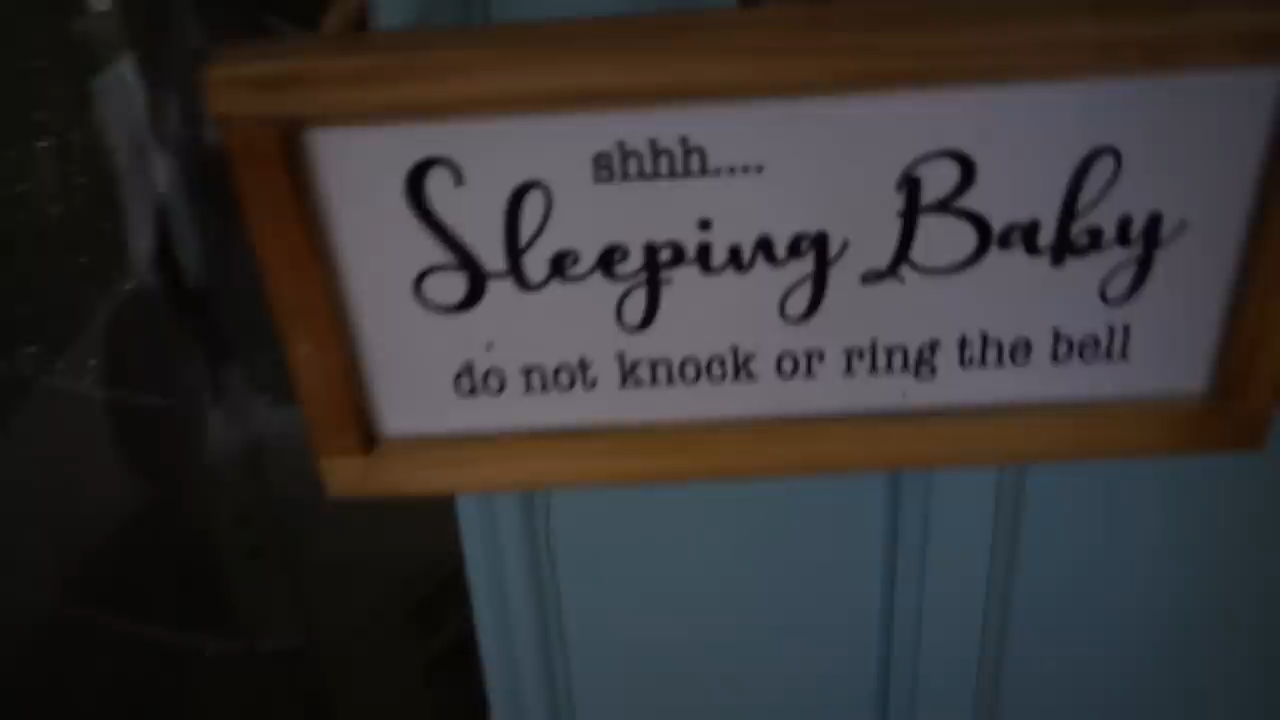 shhh....
Sleeping Baby
do not knock or ring the bell